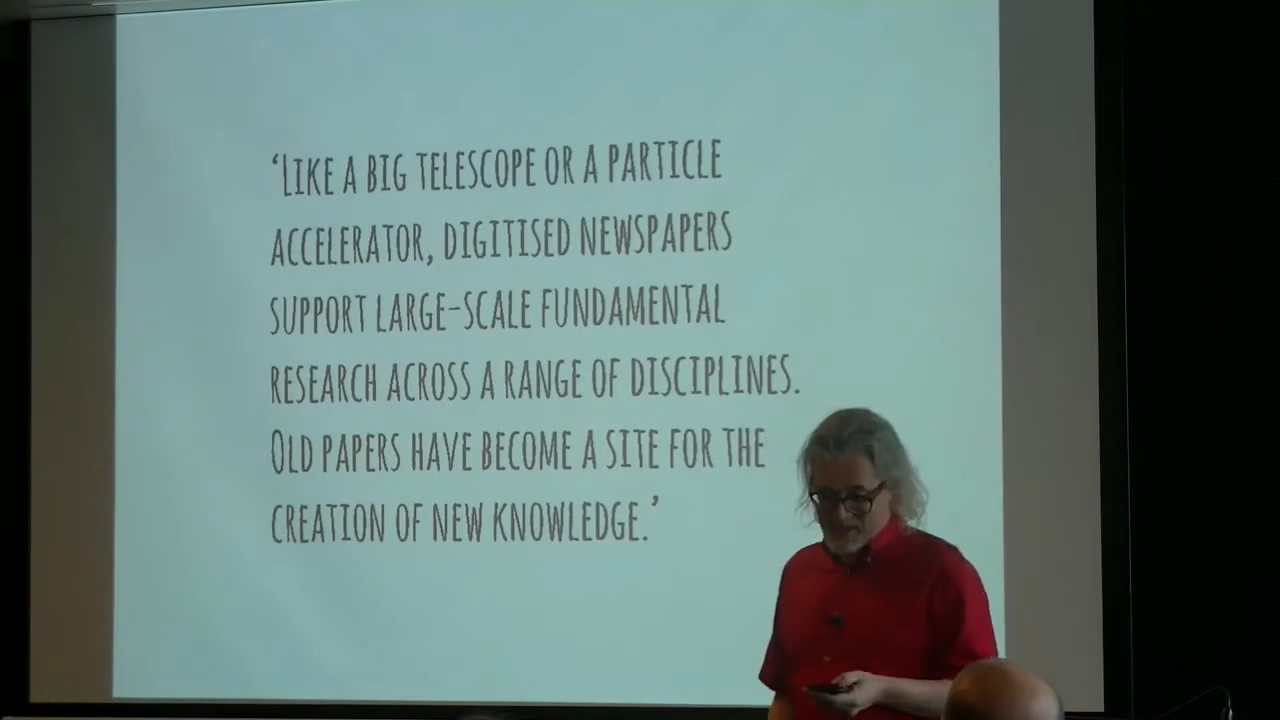 ‘LIKE A BIG TELESCOPE OR A PARTICLE
ACCELERATOR, DIGITISED NEWSPAPERS
SUPPORT LARGE-SCALE FUNDAMENTAL
RESEARCH ACROSS A RANGE OF DISCIPLINES.
OLD PAPERS HAVE BECOME A SITE FOR THE
CREATION OF NEW KNOWLEDGE.’